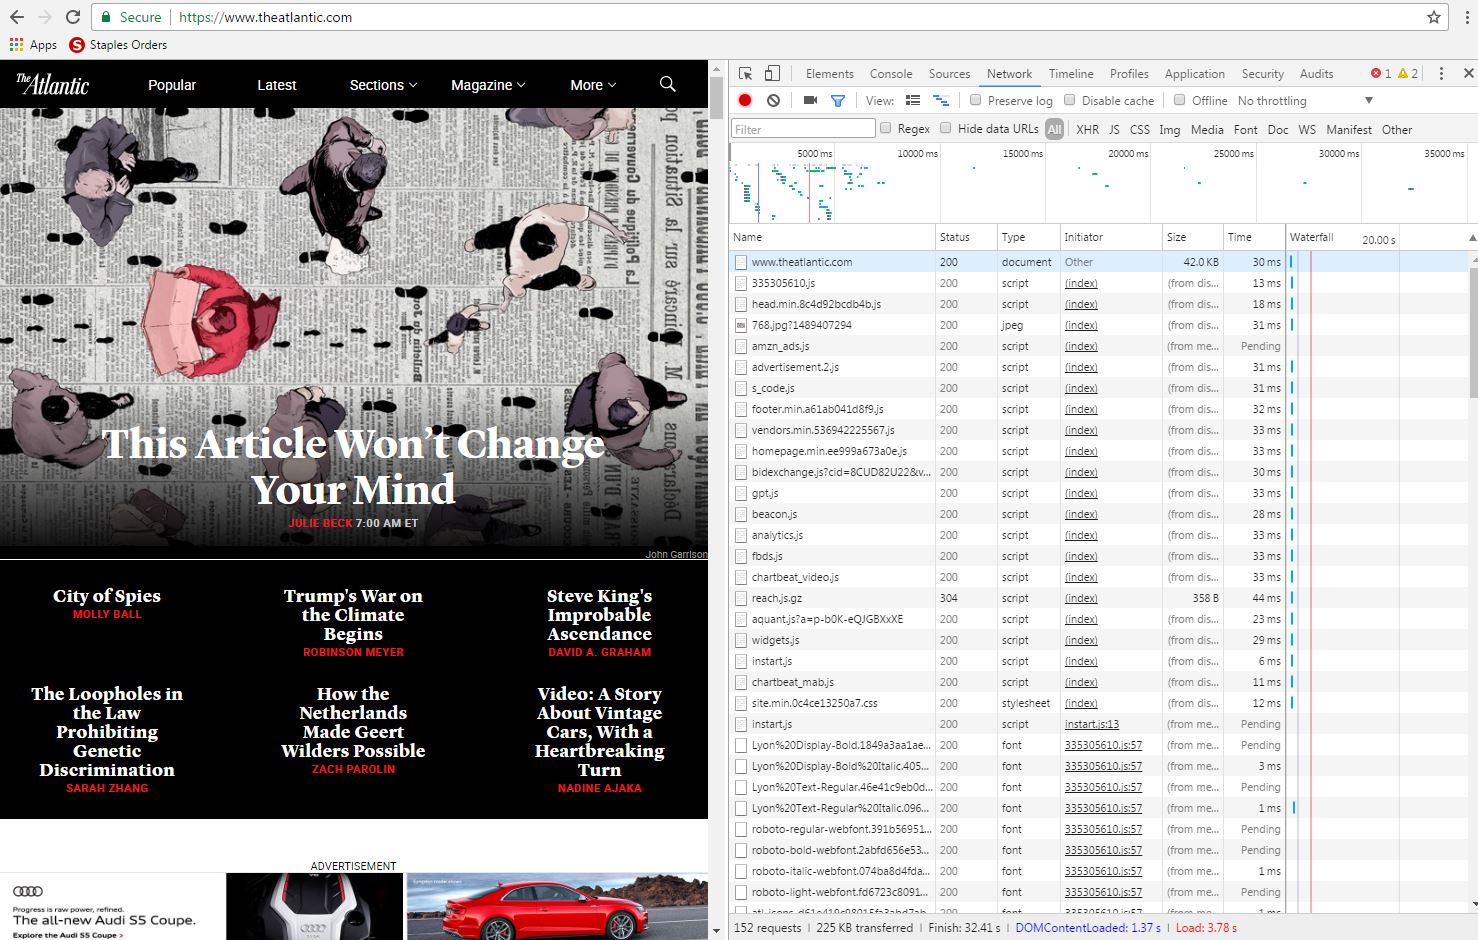 Secure https://www.theatlantic.com
Apps Staples Orders
The Atlantic Popular Latest Sections Magazine More
This Article Won't Change
Your Mind
JULIE BECK 7:00 AM ET
John Garrison
City of Spies
MOLLY BALL
Trump's War on
the Climate
Begins
ROBINSON MEYER
Steve King's
Improbable
Ascendance
DAVID A. GRAHAM
The Loopholes in
the Law
Prohibiting
Genetic
Discrimination
SARAH ZHANG
How the
Netherlands
Made Geert
Wilders Possible
ZACH PAROLIN
Video: A Story
About Vintage
Cars, With a
Heartbreaking
Turn
NADINE AJAKA
ADVERTISEMENT
Progress is raw power, refined.
The all-new Audi S5 Coupe.
Explore the Audi S5 Coupe >
European model shown
Elements Console Sources Network Timeline Profiles Application Security Audits 1 2
View: Preserve log Disable cache Offline No throttling
Filter Regex Hide data URLs All XHR JS CSS Img Media Font Doc WS Manifest Other
5000 ms 10000 ms 15000 ms 20000 ms 25000 ms 30000 ms 35000 ms
Name Status Type Initiator Size Time Waterfall 20.00 s
www.theatlantic.com 200 document Other 42.0 KB 30 ms
335305610.js 200 script (index) (from dis... 13 ms
head.min.8c4d92bcdb4b.js 200 script (index) (from dis... 18 ms
768.jpg?1489407294 200 jpeg (index) (from dis... 31 ms
amzn_ads.js 200 script (index) (from me... Pending
advertisement.2.js 200 script (index) (from dis... 31 ms
s_code.js 200 script (index) (from dis... 31 ms
footer.min.a61ab041d8f9.js 200 script (index) (from dis... 32 ms
vendors.min.536942225567.js 200 script (index) (from dis... 33 ms
homepage.min.ee999a673a0e.js 200 script (index) (from dis... 33 ms
bidexchange.js?cid=8CUD82U22&v... 200 script (index) (from dis... 30 ms
gpt.js 200 script (index) (from dis... 33 ms
beacon.js 200 script (index) (from dis... 28 ms
analytics.js 200 script (index) (from dis... 33 ms
fbds.js 200 script (index) (from dis... 33 ms
chartbeat_video.js 200 script (index) (from dis... 33 ms
reach.js.gz 304 script (index) 358 B 44 ms
aquant.js?a=p-b0K-eQJGBXxXE 200 script (index) (from dis... 23 ms
widgets.js 200 script (index) (from dis... 29 ms
instart.js 200 script (index) (from dis... 6 ms
chartbeat_mab.js 200 script (index) (from dis... 11 ms
site.min.0c4ce13250a7.css 200 stylesheet (index) (from dis... 12 ms
instart.js 200 script instart.js:13 (from me... Pending
Lyon%20Display-Bold.1849a3aa1ae... 200 font 335305610.js:57 (from me... Pending
Lyon%20Display-Bold%20Italic.405... 200 font 335305610.js:57 (from me... 3 ms
Lyon%20Text-Regular.46e41c9eb0d... 200 font 335305610.js:57 (from me... Pending
Lyon%20Text-Regular%20Italic.096... 200 font 335305610.js:57 (from me... 1 ms
roboto-regular-webfont.391b56951... 200 font 335305610.js:57 (from me... Pending
roboto-bold-webfont.2abfd656e53... 200 font 335305610.js:57 (from me... Pending
roboto-italic-webfont.074ba8d4fda... 200 font 335305610.js:57 (from me... 1 ms
roboto-light-webfont.fd6723c8091... 200 font 335305610.js:57 (from me... Pending
200 font 335305610.js:57 (from me... 1 ms
152 requests | 225 KB transferred | Finish: 32.41 s | DOMContentLoaded: 1.37 s | Load: 3.78 s